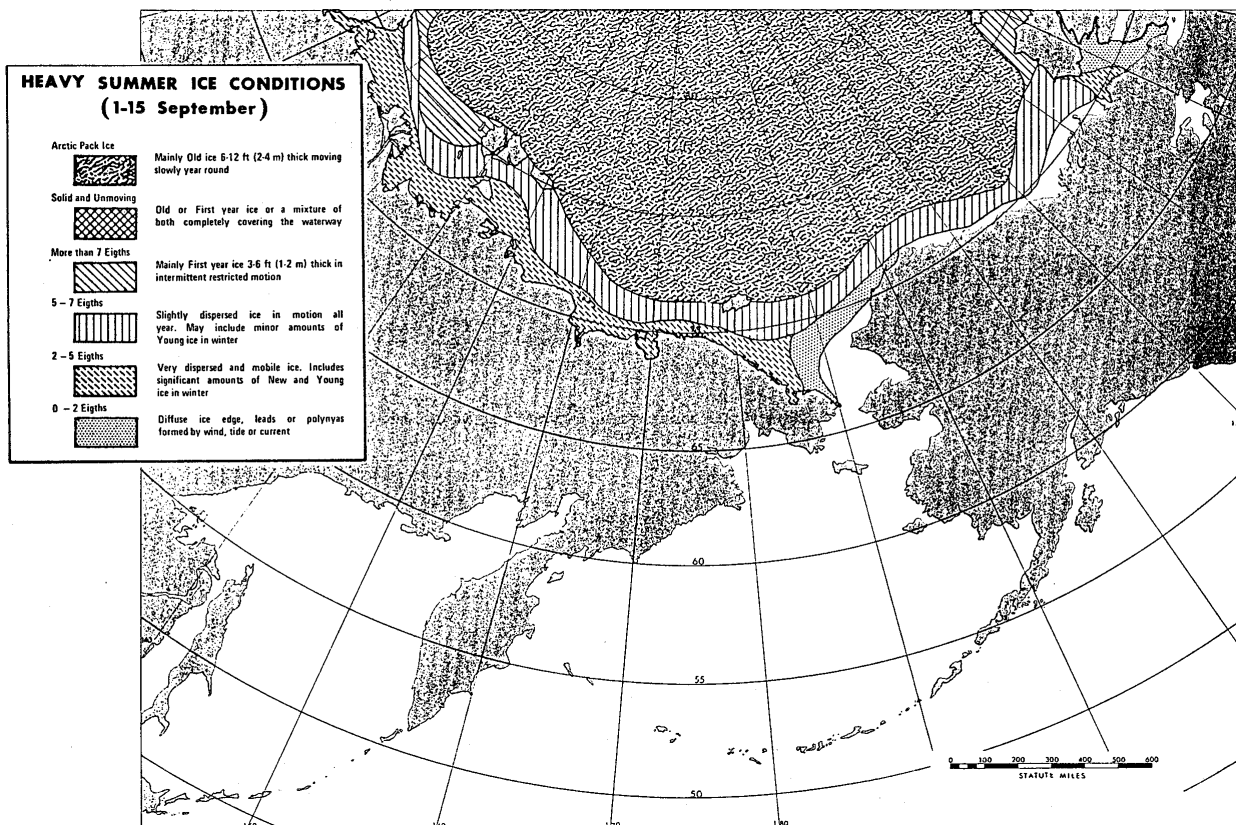 HEAVY SUMMER ICE CONDITIONS
(1-15 September)
Arctic Pack Ice
Mainly Old ice 6-12 ft (2-4 m) thick moving
slowly year round
Solid and Unmoving
Old or First year ice or a mixture of
both completely covering the waterway
More than 7 Eigths
Mainly First year ice 3-6 ft (1-2 m) thick in
intermittent restricted motion
5 – 7 Eigths
Slightly dispersed ice in motion all
year. May include minor amounts of
Young ice in winter
2 – 5 Eigths
Very dispersed and mobile ice. Includes
significant amounts of New and Young
ice in winter
0 – 2 Eigths
Diffuse ice edge, leads or polynyas
formed by wind, tide or current
80
65
60
55
50
170
180
0 100 200 300 400 500 600
STATUTE MILES